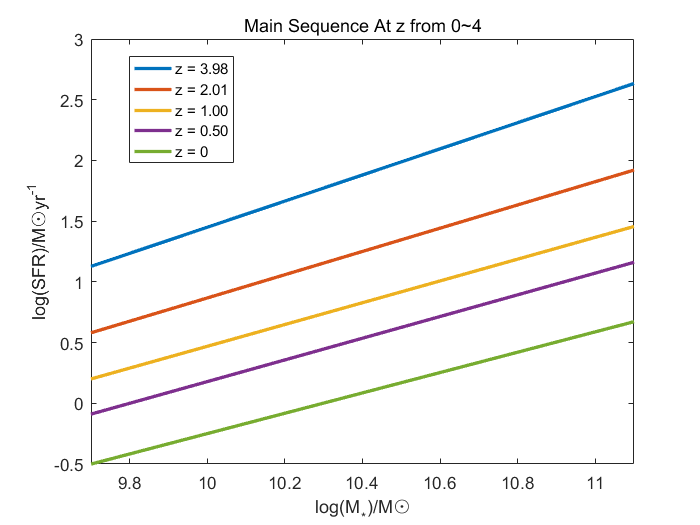 Main Sequence At z from 0~4
z = 3.98
z = 2.01
z = 1.00
z = 0.50
z = 0
3
2.5
2
1.5
1
0.5
0
-0.5
log(SFR)/M☉yr-1
9.8 10 10.2 10.4 10.6 10.8 11
log(M⋆)/M☉